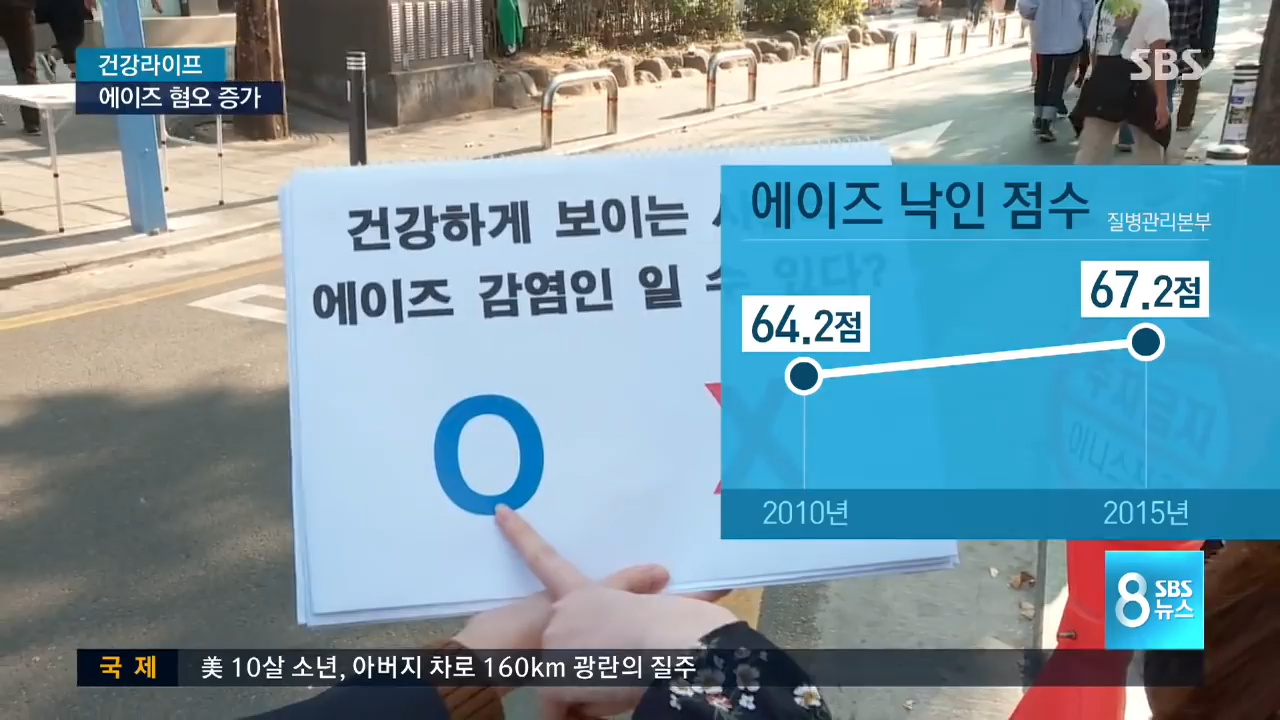 건강라이프
에이즈 혐오 증가
SBS
건강하게 보이는
에이즈 감염인 일 수 있다?
O X
에이즈 낙인 점수
질병관리본부
64.2점
67.2점
2010년
2015년
8 SBS
뉴스
국 제
美 10살 소년, 아버지 차로 160km 광란의 질주